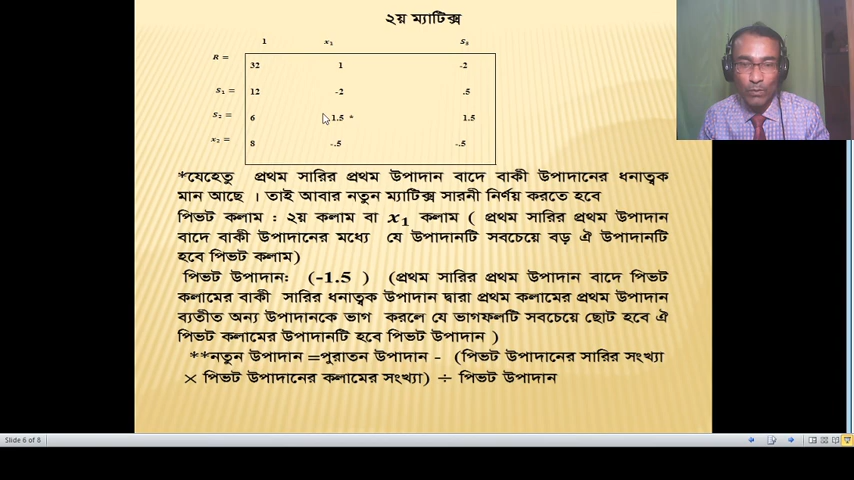 ২য় ম্যাটিক্স
1 x₁ S₃
R = 32 1 -2
S₁ = 12 -2 .5
S₂ = 6 -1.5 * 1.5
x₂ = 8 -.5 -.5
*যেহেতু প্রথম সারির প্রথম উপাদান বাদে বাকী উপাদানের ধনাত্বক
মান আছে । তাই আবার নতুন ম্যাটিক্স সারনী নির্ণয় করতে হবে
পিভট কলাম : ২য় কলাম বা x₁ কলাম ( প্রথম সারির প্রথম উপাদান
বাদে বাকী উপাদানের মধ্যে যে উপাদানটি সবচেয়ে বড় ঐ উপাদানটি
হবে পিভট কলাম)
পিভট উপাদান: (-1.5 ) (প্রথম সারির প্রথম উপাদান বাদে পিভট
কলামের বাকী সারির ধনাত্বক উপাদান দ্বারা প্রথম কলামের প্রথম উপাদান
ব্যতীত অন্য উপাদানকে ভাগ করলে যে ভাগফলটি সবচেয়ে ছোট হবে ঐ
পিভট কলামের উপাদানটি হবে পিভট উপাদান )
**নতুন উপাদান =পুরাতন উপাদান - (পিভট উপাদানের সারির সংখ্যা
× পিভট উপাদানের কলামের সংখ্যা) ÷ পিভট উপাদান
Slide 6 of 8